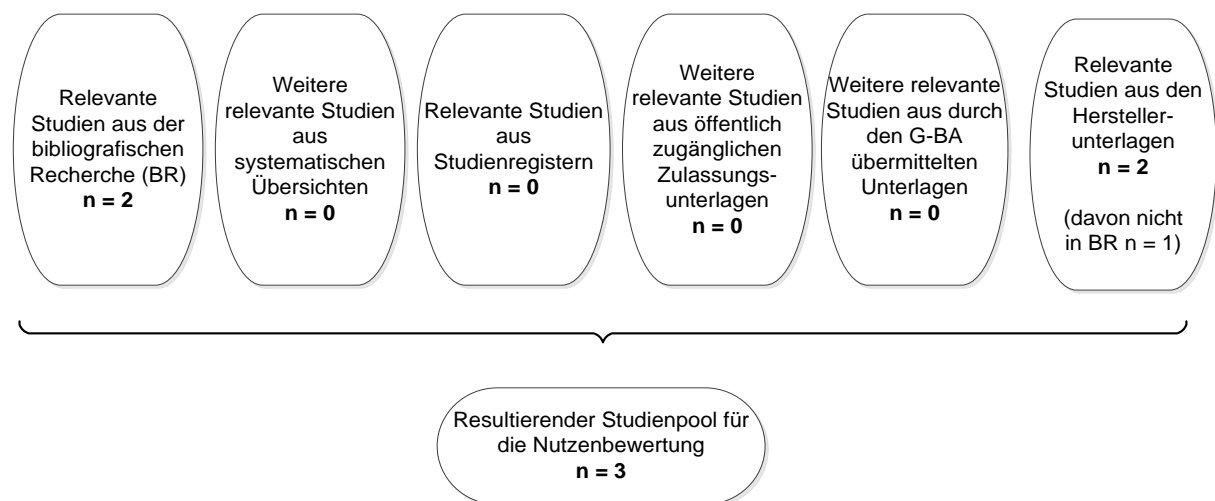 Relevante
Studien aus der
bibliografischen
Recherche (BR)
n = 2
Weitere
relevante Studien
aus
systematischen
Übersichten
n = 0
Relevante Studien
aus
Studienregistern
n = 0
Weitere
relevante Studien
aus öffentlich
zugänglichen
Zulassungs-
unterlagen
n = 0
Weitere relevante
Studien aus durch
den G-BA
übermittelten
Unterlagen
n = 0
Relevante
Studien aus den
Hersteller-
unterlagen
n = 2
(davon nicht
in BR n = 1)
Resultierender Studienpool für
die Nutzenbewertung
n = 3